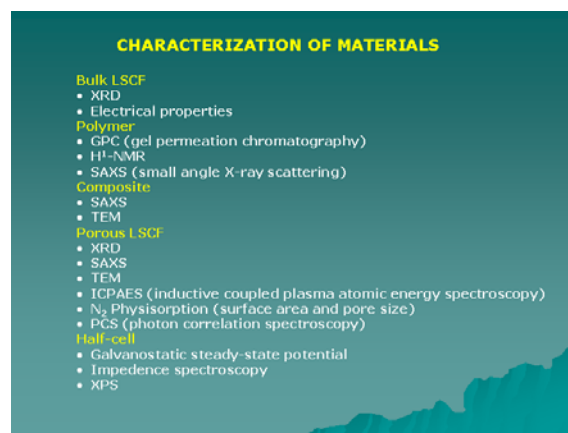 CHARACTERIZATION OF MATERIALS
Bulk LSCF
• XRD
• Electrical properties
Polymer
• GPC (gel permeation chromatography)
• H¹-NMR
• SAXS (small angle X-ray scattering)
Composite
• SAXS
• TEM
Porous LSCF
• XRD
• SAXS
• TEM
• ICPAES (inductive coupled plasma atomic energy spectroscopy)
• N₂ Physisorption (surface area and pore size)
• PCS (photon correlation spectroscopy)
Half-cell
• Galvanostatic steady-state potential
• Impedence spectroscopy
• XPS